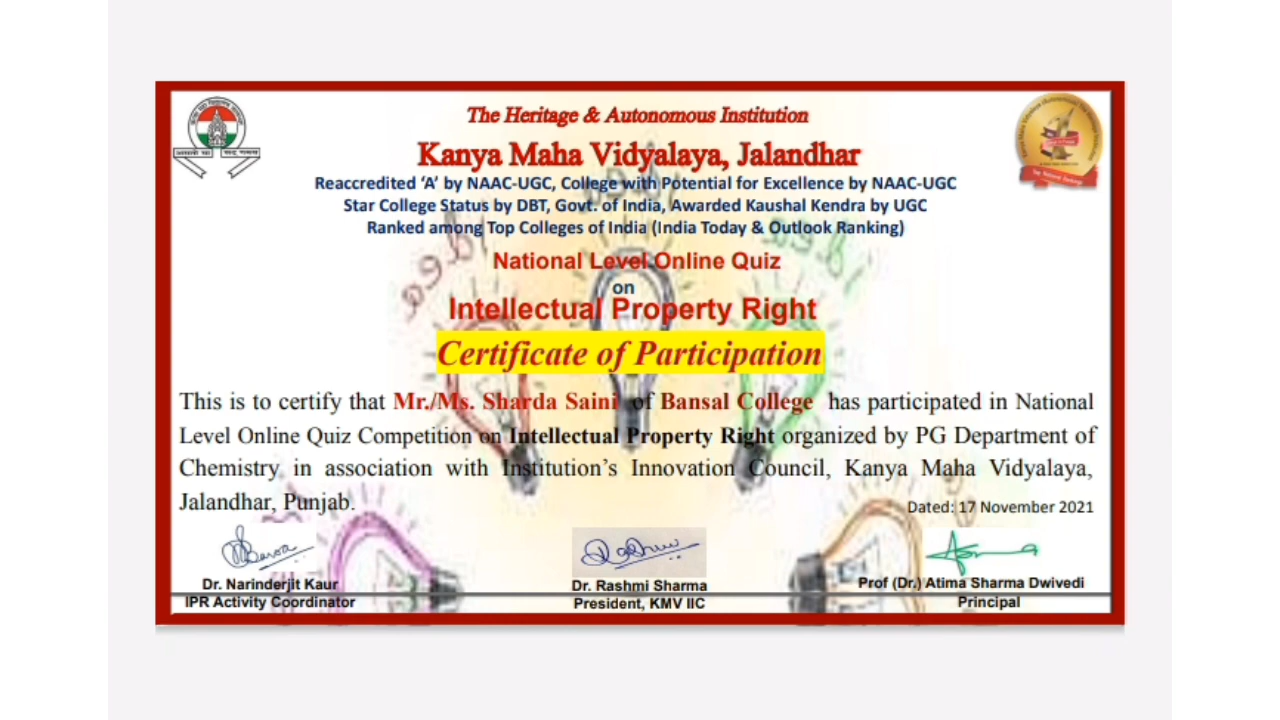 The Heritage & Autonomous Institution
Kanya Maha Vidyalaya, Jalandhar
Reaccredited ‘A’ by NAAC-UGC, College with Potential for Excellence by NAAC-UGC
Star College Status by DBT, Govt. of India, Awarded Kaushal Kendra by UGC
Ranked among Top Colleges of India (India Today & Outlook Ranking)
National Level Online Quiz
on
Intellectual Property Right
Certificate of Participation
This is to certify that Mr./Ms. Sharda Saini of Bansal College has participated in National
Level Online Quiz Competition on Intellectual Property Right organized by PG Department of
Chemistry in association with Institution’s Innovation Council, Kanya Maha Vidyalaya,
Jalandhar, Punjab.
Dated: 17 November 2021
Dr. Narinderjit Kaur
IPR Activity Coordinator
Dr. Rashmi Sharma
President, KMV IIC
Prof (Dr.) Atima Sharma Dwivedi
Principal